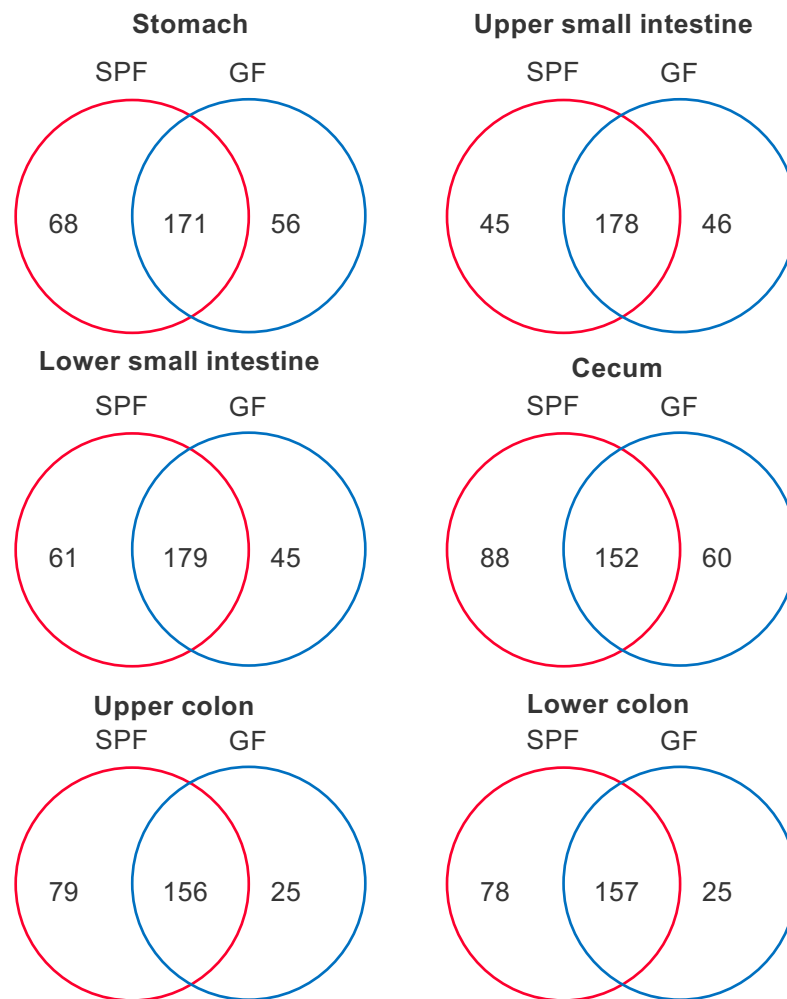 Stomach
SPF GF
68 171 56
Upper small intestine
SPF GF
45 178 46
Lower small intestine
SPF GF
61 179 45
Cecum
SPF GF
88 152 60
Upper colon
SPF GF
79 156 25
Lower colon
SPF GF
78 157 25